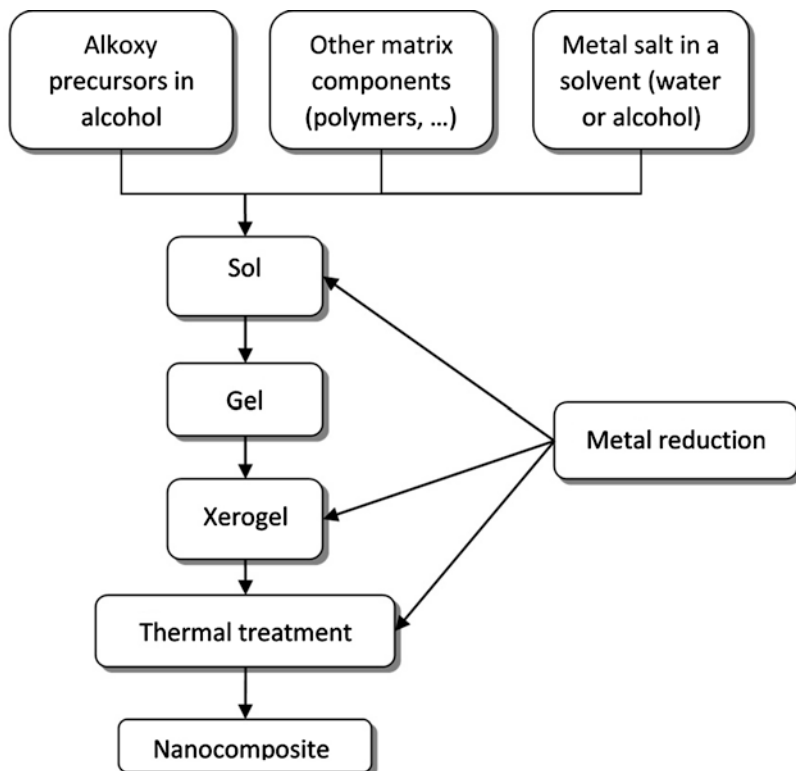 Alkoxy
precursors in
alcohol
Other matrix
components
(polymers, ...)
Metal salt in a
solvent (water
or alcohol)
Sol
Gel
Metal reduction
Xerogel
Thermal treatment
Nanocomposite